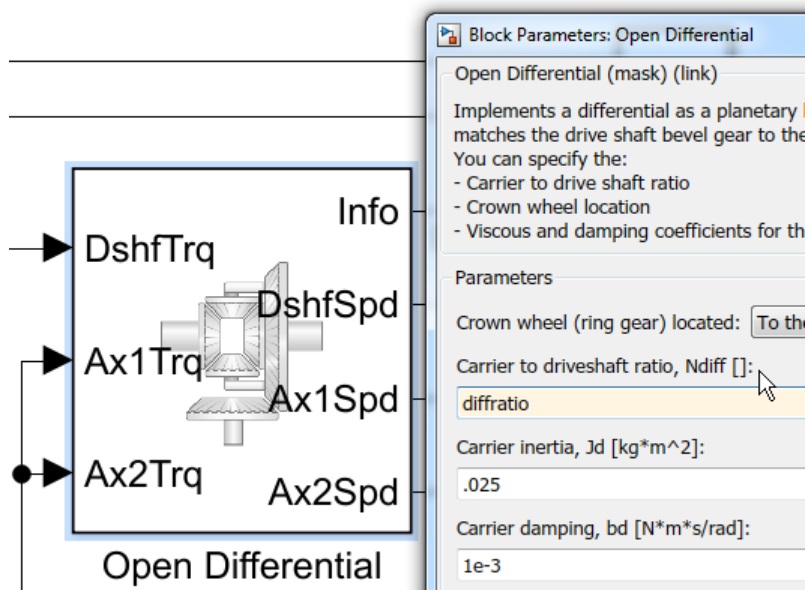 Info
DshfTrq
DshfSpd
Ax1Trq
Ax1Spd
Ax2Trq
Ax2Spd
Open Differential
Block Parameters: Open Differential
Open Differential (mask) (link)
Implements a differential as a planetary
matches the drive shaft bevel gear to the
You can specify the:
- Carrier to drive shaft ratio
- Crown wheel location
- Viscous and damping coefficients for th
Parameters
Crown wheel (ring gear) located: To the
Carrier to driveshaft ratio, Ndiff []:
diffratio
Carrier inertia, Jd [kg*m^2]:
.025
Carrier damping, bd [N*m*s/rad]:
1e-3